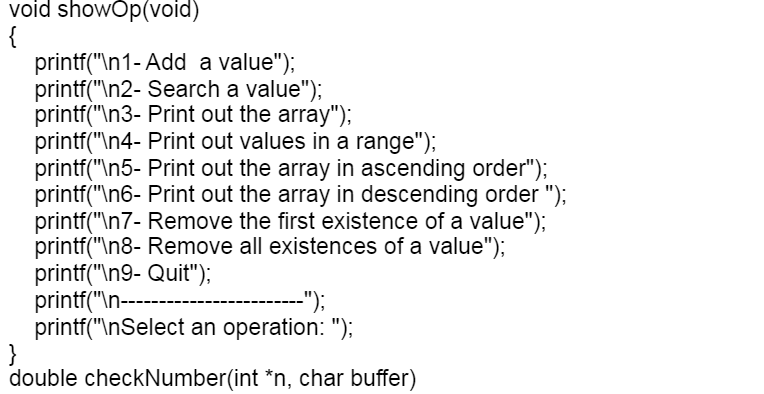 void showOp(void)
{
printf("\n1- Add  a value");
printf("\n2- Search a value");
printf("\n3- Print out the array");
printf("\n4- Print out values in a range");
printf("\n5- Print out the array in ascending order");
printf("\n6- Print out the array in descending order ");
printf("\n7- Remove the first existence of a value");
printf("\n8- Remove all existences of a value");
printf("\n9- Quit");
printf("\n------------------------");
printf("\nSelect an operation: ");
}
double checkNumber(int *n, char buffer)